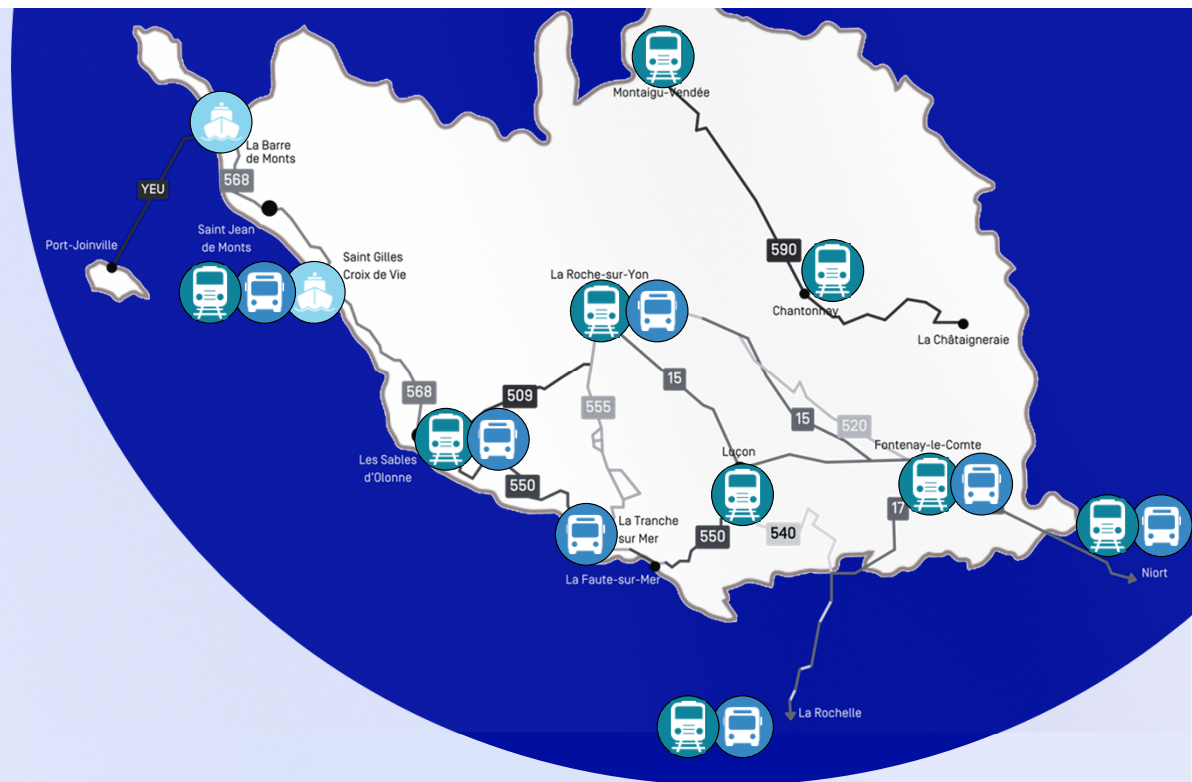 Montaigu-Vendée
La Barre
de Monts
568
YEU
Saint Jean
de Monts
Port-Joinville
Saint Gilles
Croix de Vie
590
La Roche-sur-Yon
Chantonnay
La Châtaigneraie
15
568
509
555
15
520
Luçon
Fontenay-le-Comte
Les Sables
d'Olonne
550
17
La Tranche
sur Mer
550
540
La Faute-sur-Mer
Niort
La Rochelle